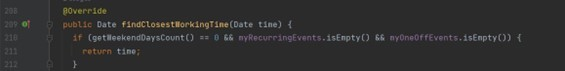 208
@Override
209 public Date findClosestWorkingTime(Date time) {
210 if (getWeekendDaysCount() == 0 && myRecurringEvents.isEmpty() && myOneOffEvents.isEmpty()) {
211 return time;
212 }